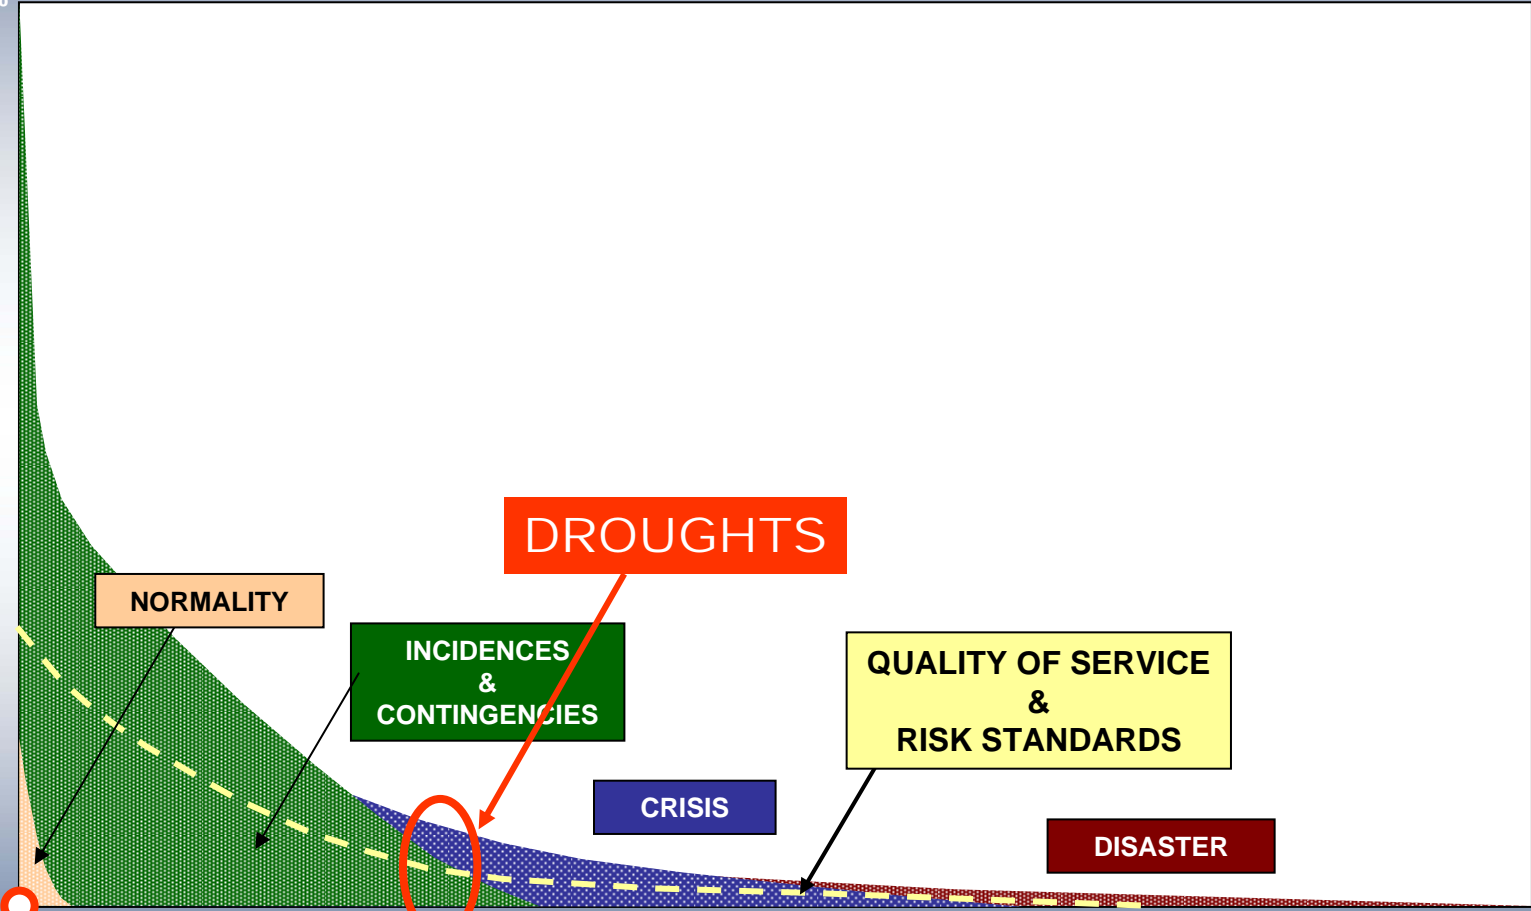 DROUGHTS
NORMALITY
INCIDENCES
&
CONTINGENCIES
QUALITY OF SERVICE
&
RISK STANDARDS
CRISIS
DISASTER